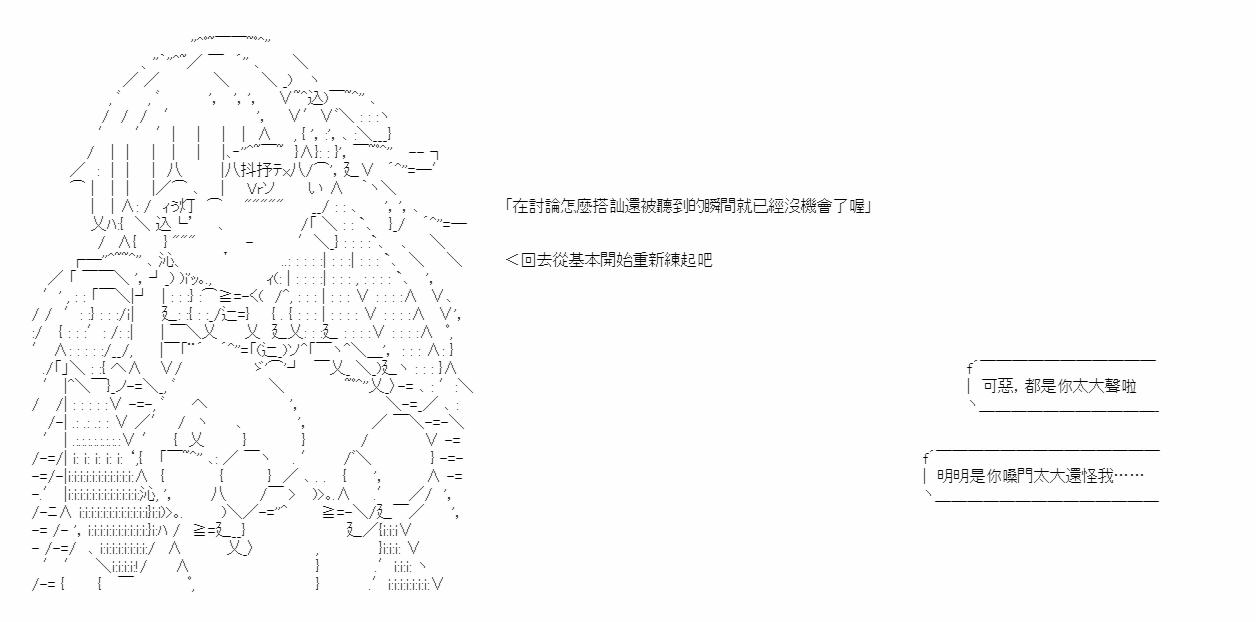 「在討論怎麼搭訕還被聽到的瞬間就已經沒機會了喔」
＜回去從基本開始重新練起吧
可惡，都是你太大聲啦
明明是你嗓門太大還怪我……